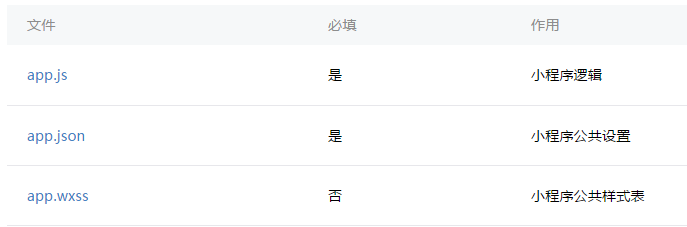 文件 必填 作用
app.js 是 小程序逻辑
app.json 是 小程序公共设置
app.wxss 否 小程序公共样式表